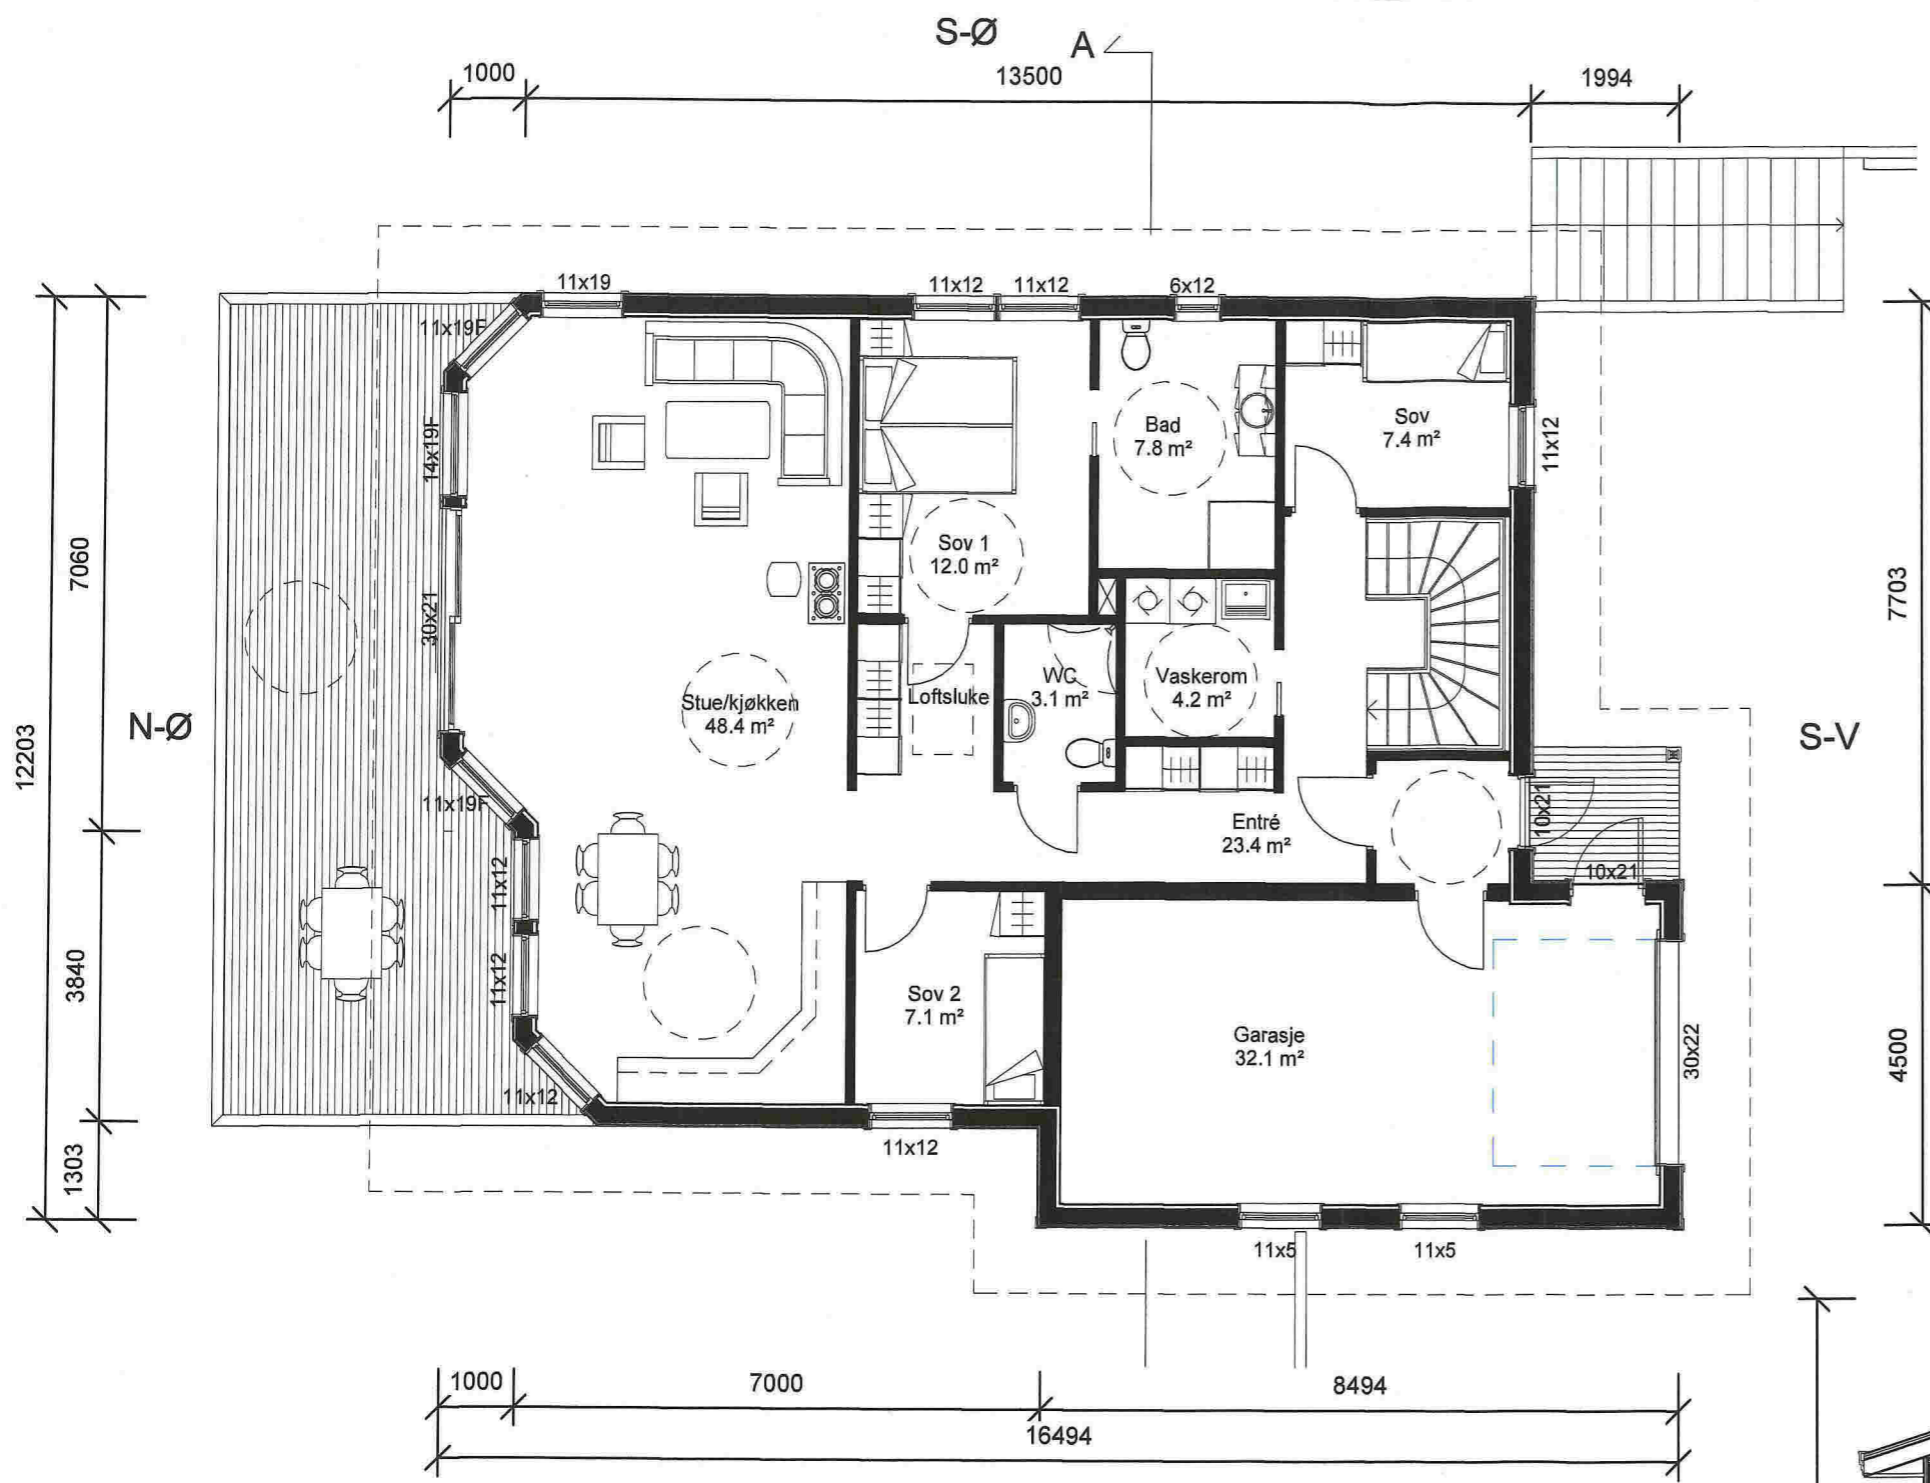 S-Ø
A
1000
13500
1994
11x19
11x12
11x12
6x12
11x19F
14x19F
Bad
7.8 m²
Sov
7.4 m²
11x12
7060
Sov 1
12.0 m²
30x21
7703
12203
N-Ø
Stue/kjøkken
48.4 m²
Loftsluke
WC
3.1 m²
Vaskerom
4.2 m²
S-V
11x19F
10x21
Entré
23.4 m²
11x12
10x21
3840
11x12
Sov 2
7.1 m²
Garasje
32.1 m²
30x22
4500
11x12
1303
11x12
11x5
11x5
1000
7000
8494
16494